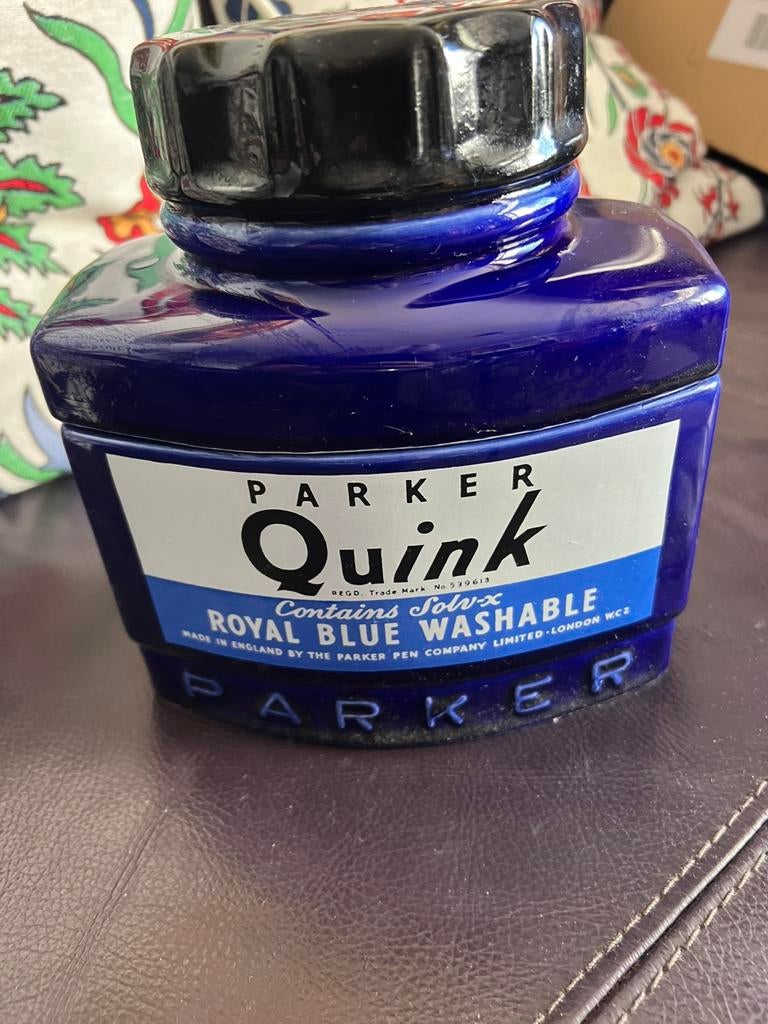 PARKER
Quink
REGD. Trade Mark No. 539613
Contains Solv-x
ROYAL BLUE WASHABLE
MADE IN ENGLAND BY THE PARKER PEN COMPANY LIMITED·LONDON W.C2
PARKER